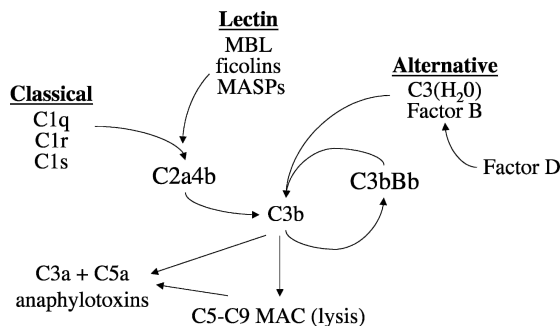 Lectin
MBL
ficolins
MASPs
Alternative
C3(H₂0)
Factor B
Classical
C1q
C1r
C1s
Factor D
C2a4b
C3bBb
C3b
C3a + C5a
anaphylotoxins
C5-C9 MAC (lysis)